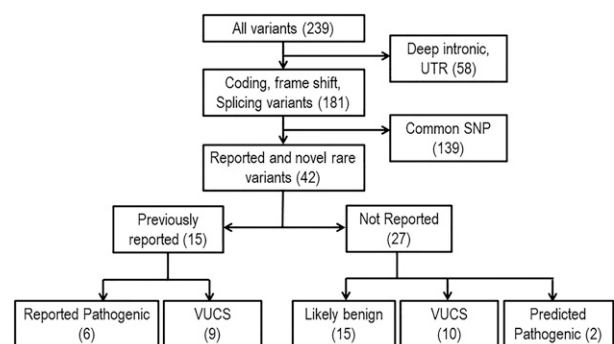 All variants (239)
Deep intronic,
UTR (58)
Coding, frame shift,
Splicing variants (181)
Common SNP
(139)
Reported and novel rare
variants (42)
Previously
reported (15)
Not Reported
(27)
Reported Pathogenic
(6)
VUCS
(9)
Likely benign
(15)
VUCS
(10)
Predicted
Pathogenic (2)